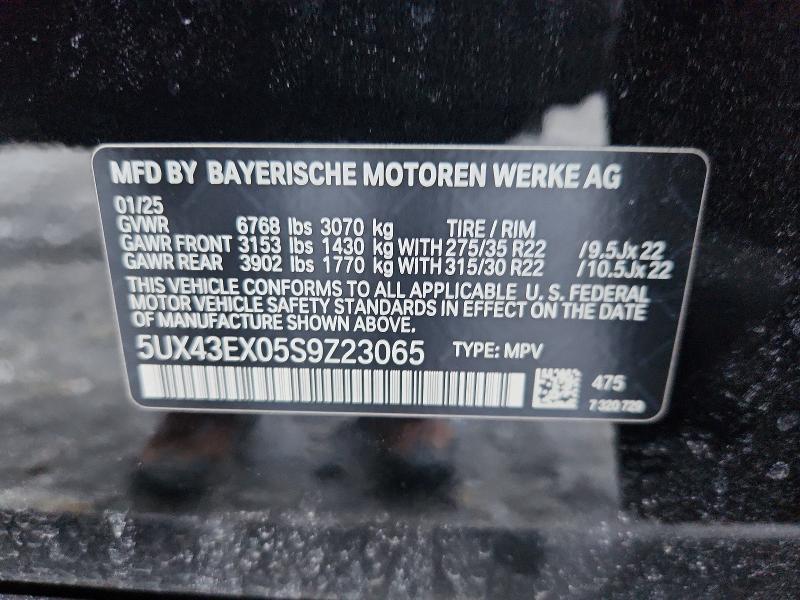 MFD BY BAYERISCHE MOTOREN WERKE AG
01/25
GVWR 6768 lbs 3070 kg TIRE / RIM
GAWR FRONT 3153 lbs 1430 kg WITH 275/35 R22 / 9.5Jx22
GAWR REAR 3902 lbs 1770 kg WITH 315/30 R22 / 10.5Jx22
THIS VEHICLE CONFORMS TO ALL APPLICABLE U. S. FEDERAL
MOTOR VEHICLE SAFETY STANDARDS IN EFFECT ON THE DATE
OF MANUFACTURE SHOWN ABOVE.
5UX43EX05S9Z23065 TYPE: MPV
475
7 320 729